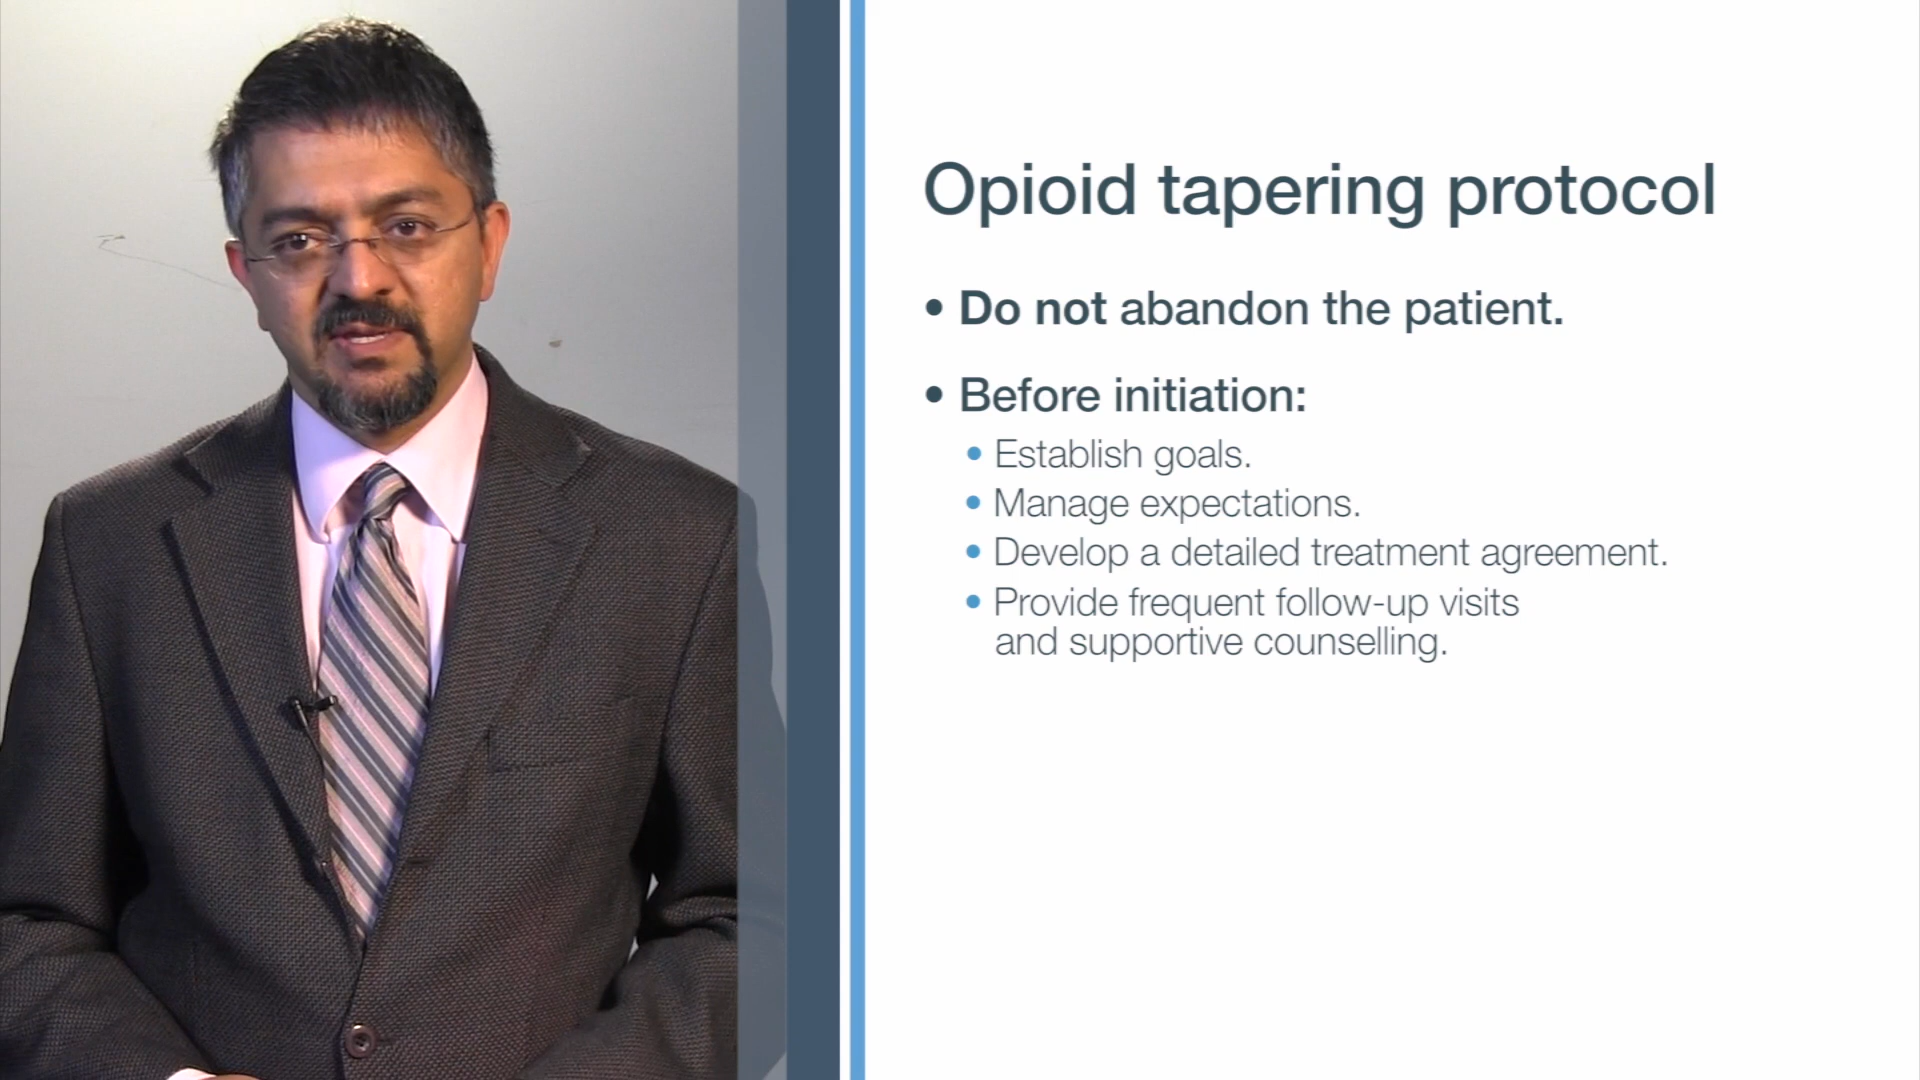 Opioid tapering protocol
• Do not abandon the patient.
• Before initiation:
• Establish goals.
• Manage expectations.
• Develop a detailed treatment agreement.
• Provide frequent follow-up visits
and supportive counselling.